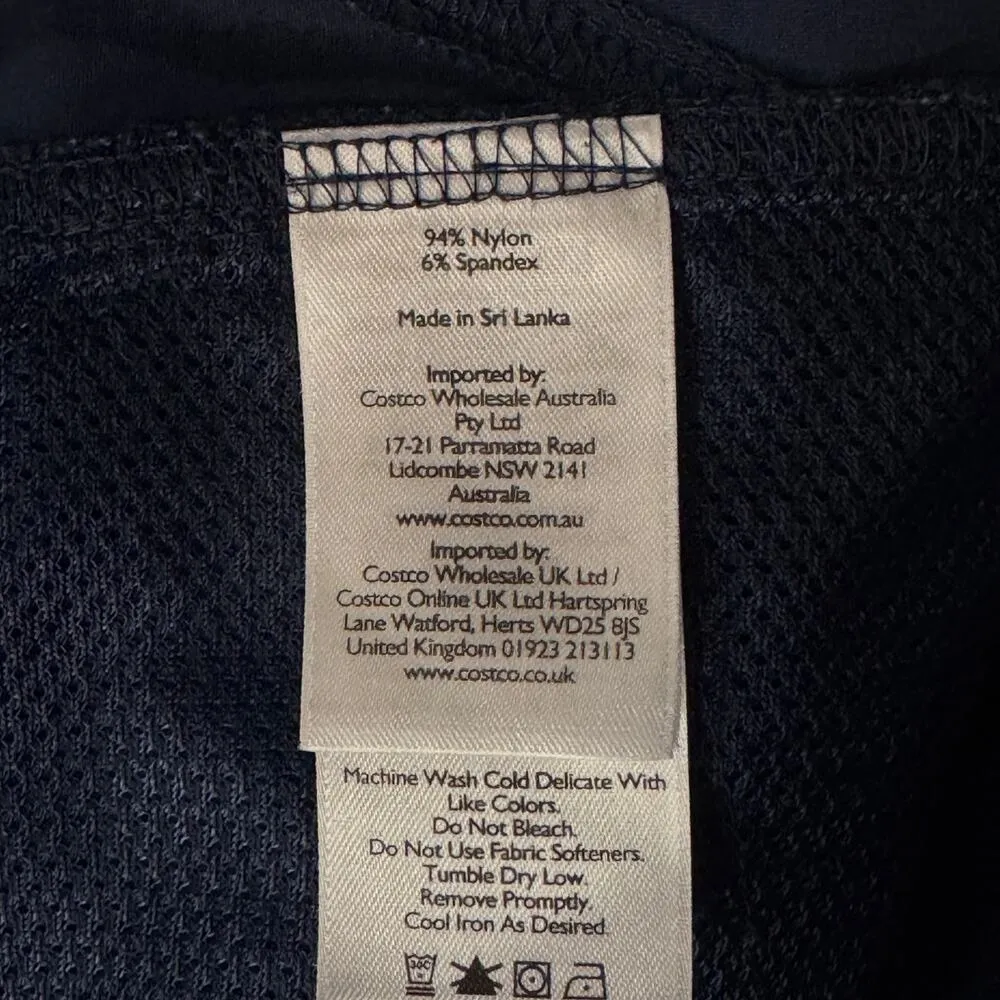 94% Nylon
6% Spandex
Made in Sri Lanka
Imported by:
Costco Wholesale Australia
Pty Ltd
17-21 Parramatta Road
Lidcombe NSW 2141
Australia
www.costco.com.au
Imported by:
Costco Wholesale UK Ltd /
Costco Online UK Ltd Hartspring
Lane Watford, Herts WD25 8JS
United Kingdom 01923 213113
www.costco.co.uk
Machine Wash Cold Delicate With
Like Colors.
Do Not Bleach.
Do Not Use Fabric Softeners.
Tumble Dry Low.
Remove Promptly.
Cool Iron As Desired.
30C